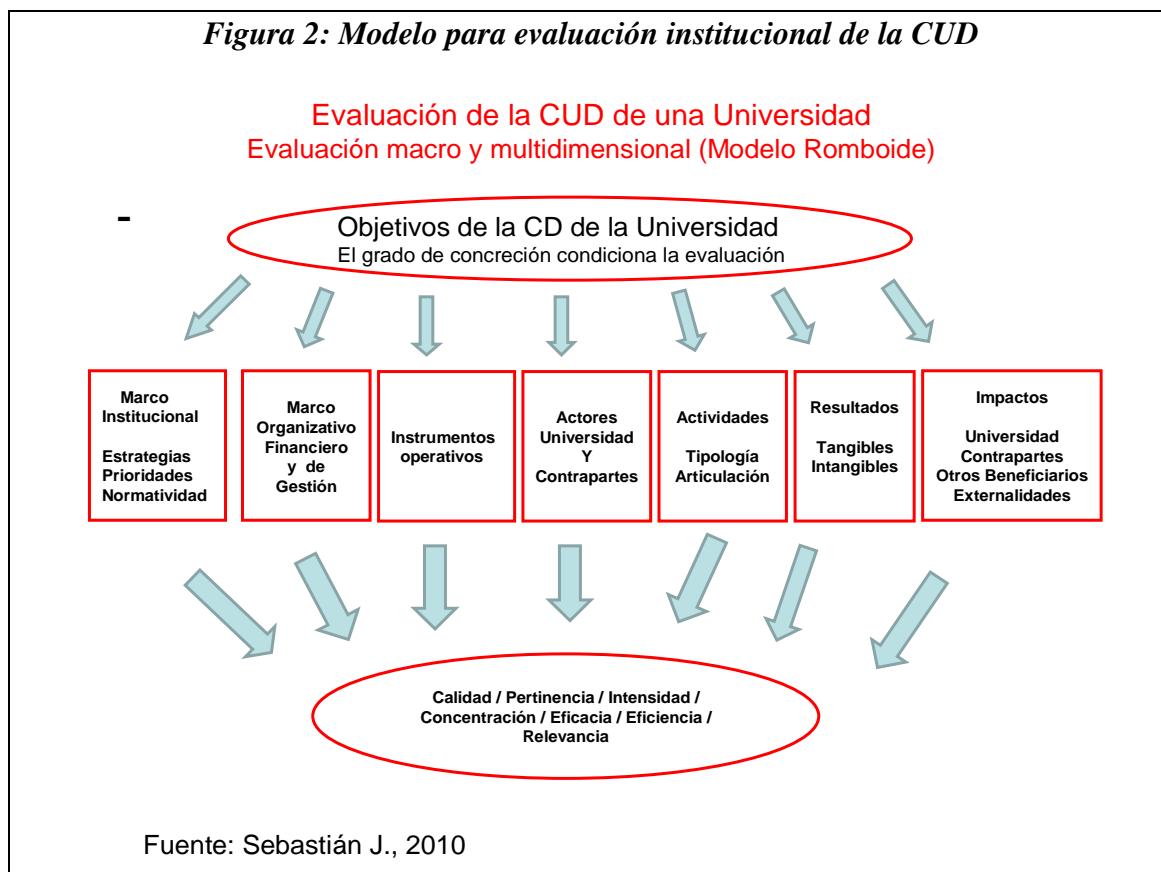 Figura 2: Modelo para evaluación institucional de la CUD
Evaluación de la CUD de una Universidad
Evaluación macro y multidimensional (Modelo Romboide)
-
Objetivos de la CD de la Universidad
El grado de concreción condiciona la evaluación
Marco
Institucional
Estrategias
Prioridades
Normatividad
Marco
Organizativo
Financiero
y de
Gestión
Instrumentos
operativos
Actores
Universidad
Y
Contrapartes
Actividades
Tipología
Articulación
Resultados
Tangibles
Intangibles
Impactos
Universidad
Contrapartes
Otros Beneficiarios
Externalidades
Calidad / Pertinencia / Intensidad /
Concentración / Eficacia / Eficiencia /
Relevancia
Fuente: Sebastián J., 2010